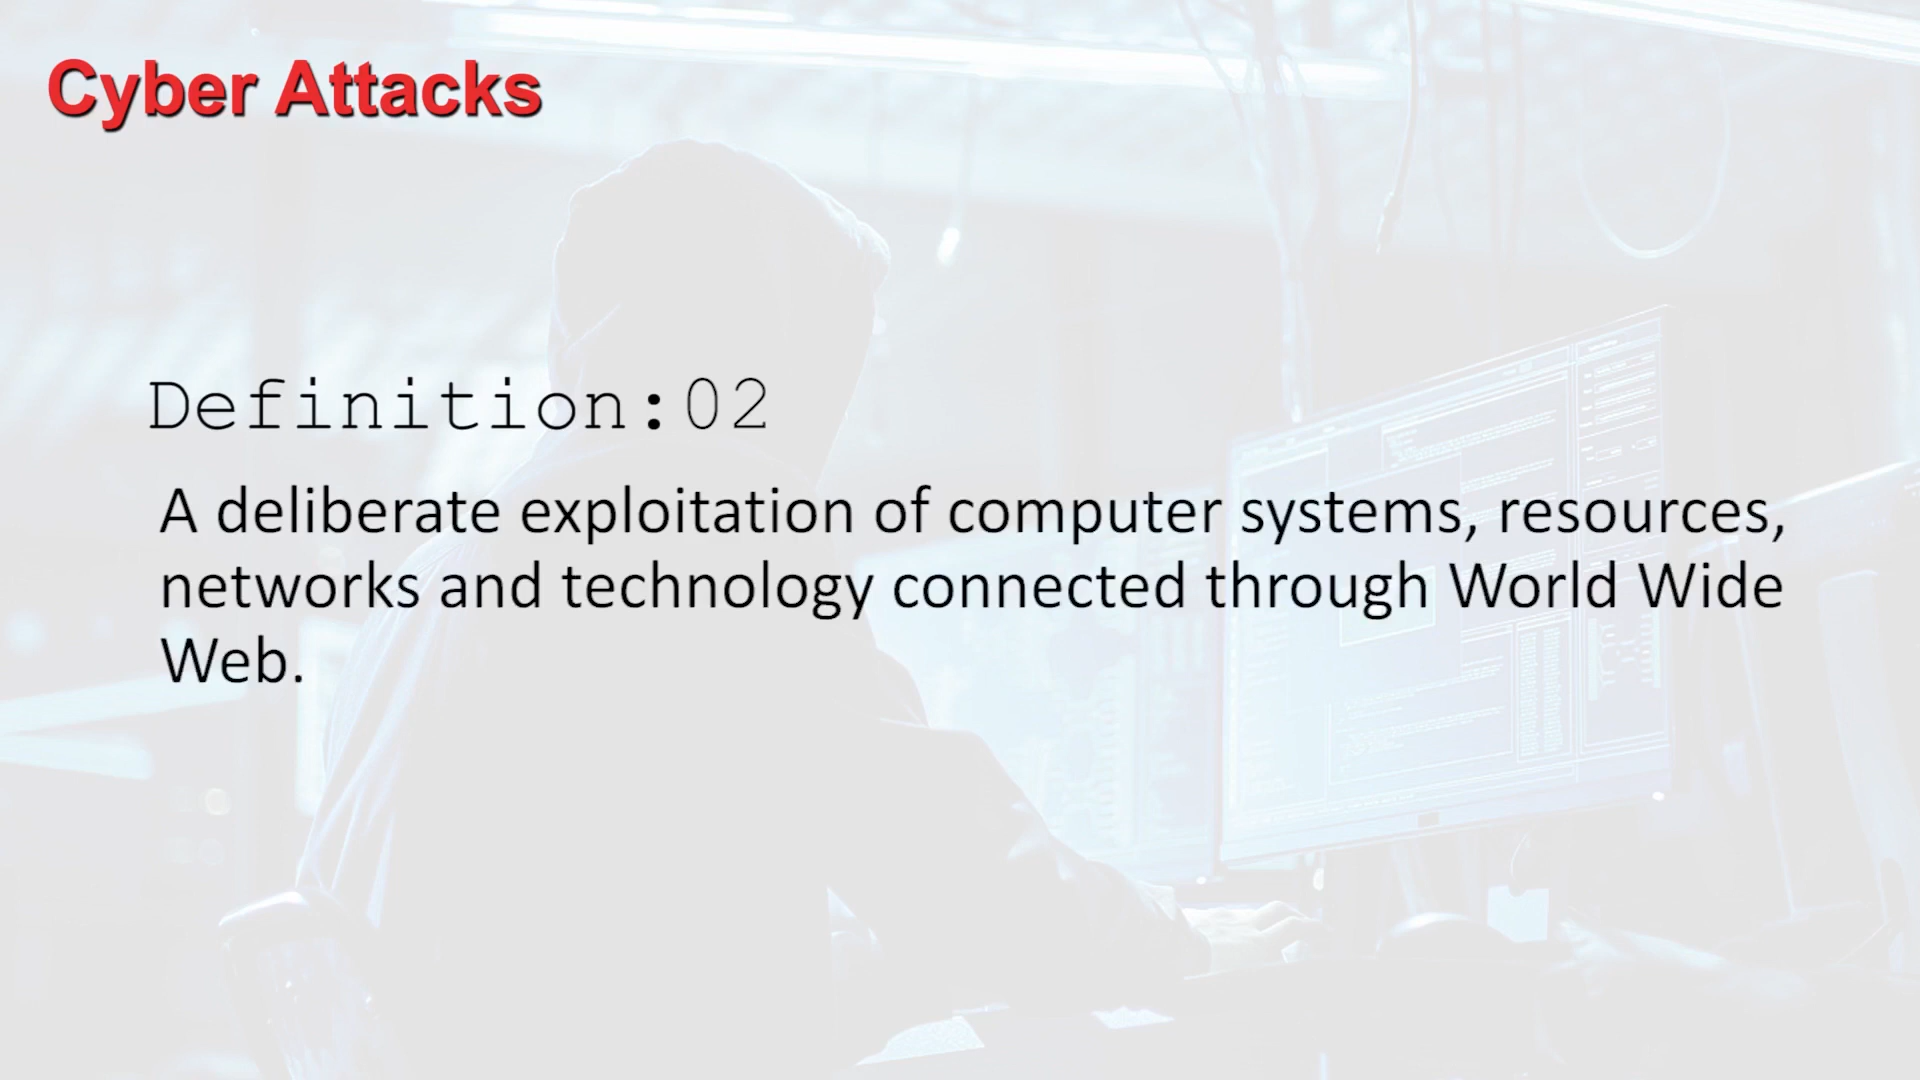 Cyber Attacks
Definition:02
A deliberate exploitation of computer systems, resources,
networks and technology connected through World Wide
Web.